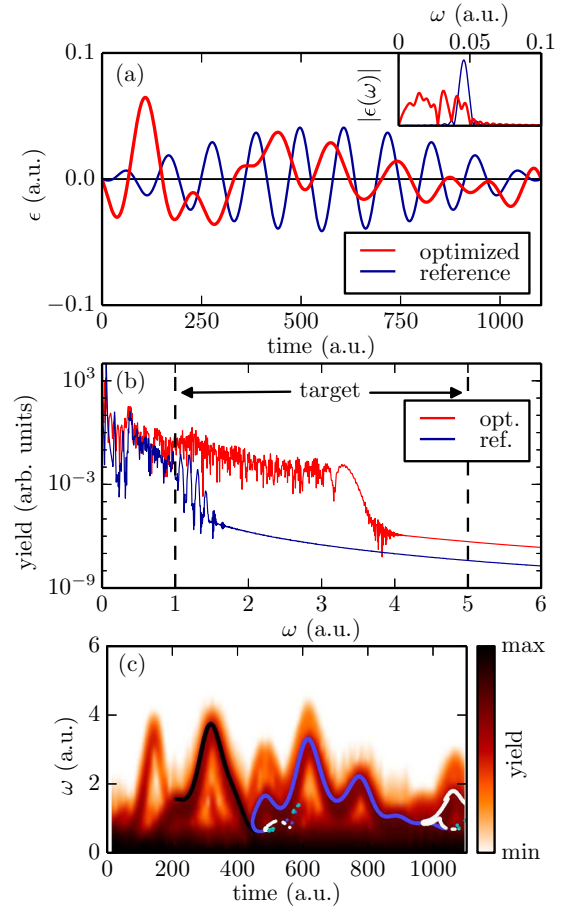 ω (a.u.)
0 0.05 0.1
|ϵ(ω)|
(a)
0.1
0.0
−0.1
ϵ (a.u.)
optimized
reference
0 250 500 750 1000
time (a.u.)
(b)
target
10^3
10^−3
10^−9
yield (arb. units)
opt.
ref.
0 1 2 3 4 5 6
ω (a.u.)
(c)
6
4
2
0
ω (a.u.)
max
yield
min
0 200 400 600 800 1000
time (a.u.)